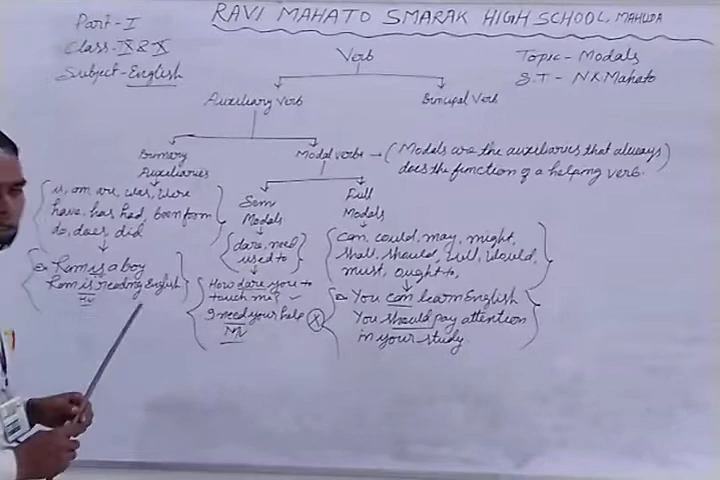 RAVI MAHATO SMARAK HIGH SCHOOL, MAHUDA
Part-I
Class-IX & X
Subject-English
Topic-Modals
S.T- N K Mahato
Verb
Auxiliary Verb
Principal Verb
Primary
Auxiliaries
Modal verbs → (Modals are the auxiliaries that always
does the function of a helping verb.)
is, am are, was, were
have, has had, been form
do, does did
Ex Ram is a boy
Ram is reading English
HV
Semi
Modals
dare, need
used to
How dare you to
touch me?
I need your help
MV
Full
Modals
can, could, may, might,
shall, should, will, would,
must, ought to,
You can learn English
You should pay attention
in your study